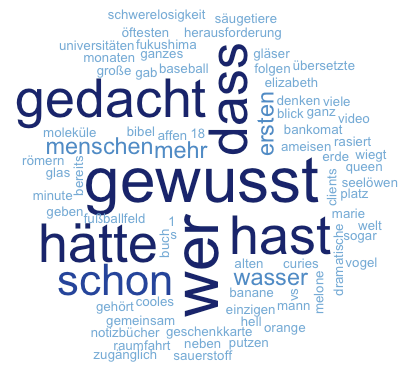 schwerelosigkeit säugetiere
öftesten herausforderung
universitäten fukushima
monaten ganzes gläser
große gab baseball folgen übersetzte
elizabeth
gedacht dass ersten denken viele
blick ganz video
moleküle bibel affen 18 bankomat
menschen mehr ameisen rasiert
römern erde wiegt
glas bereits gewusst queen
minute clients seelöwen
geben platz
fußballfeld 1 marie
hätte buch s wer hast dramatische welt
sogar
schon alten curies vogel
wasser
banane vs melone
gehört cooles einzigen mann
gemeinsam hell orange
notizbücher geschenkkarte
raumfahrt neben putzen
zugänglich sauerstoff